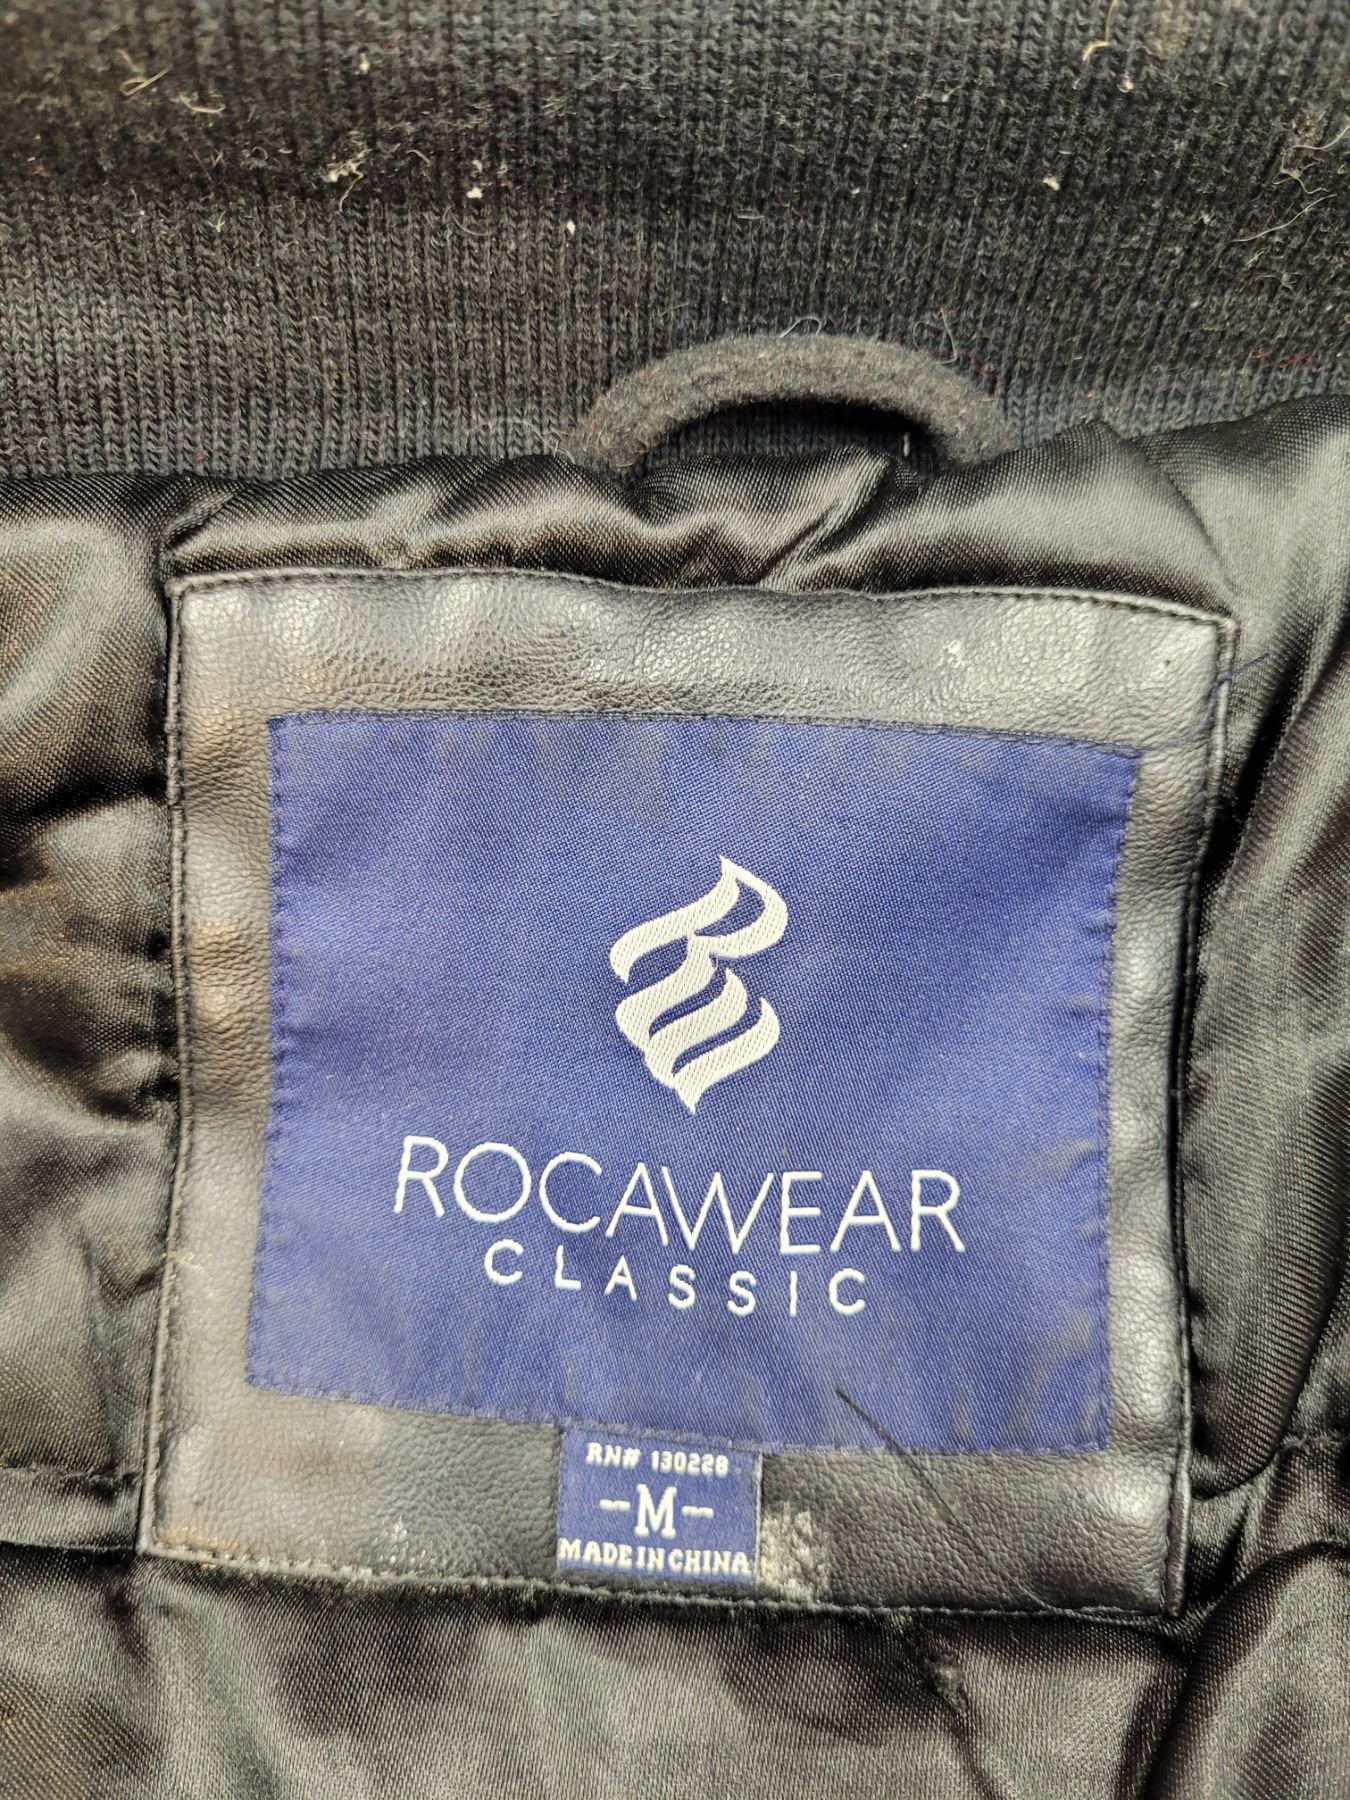 ROCAWEAR
CLASSIC
RN# 130228
-M-
MADE IN CHINA